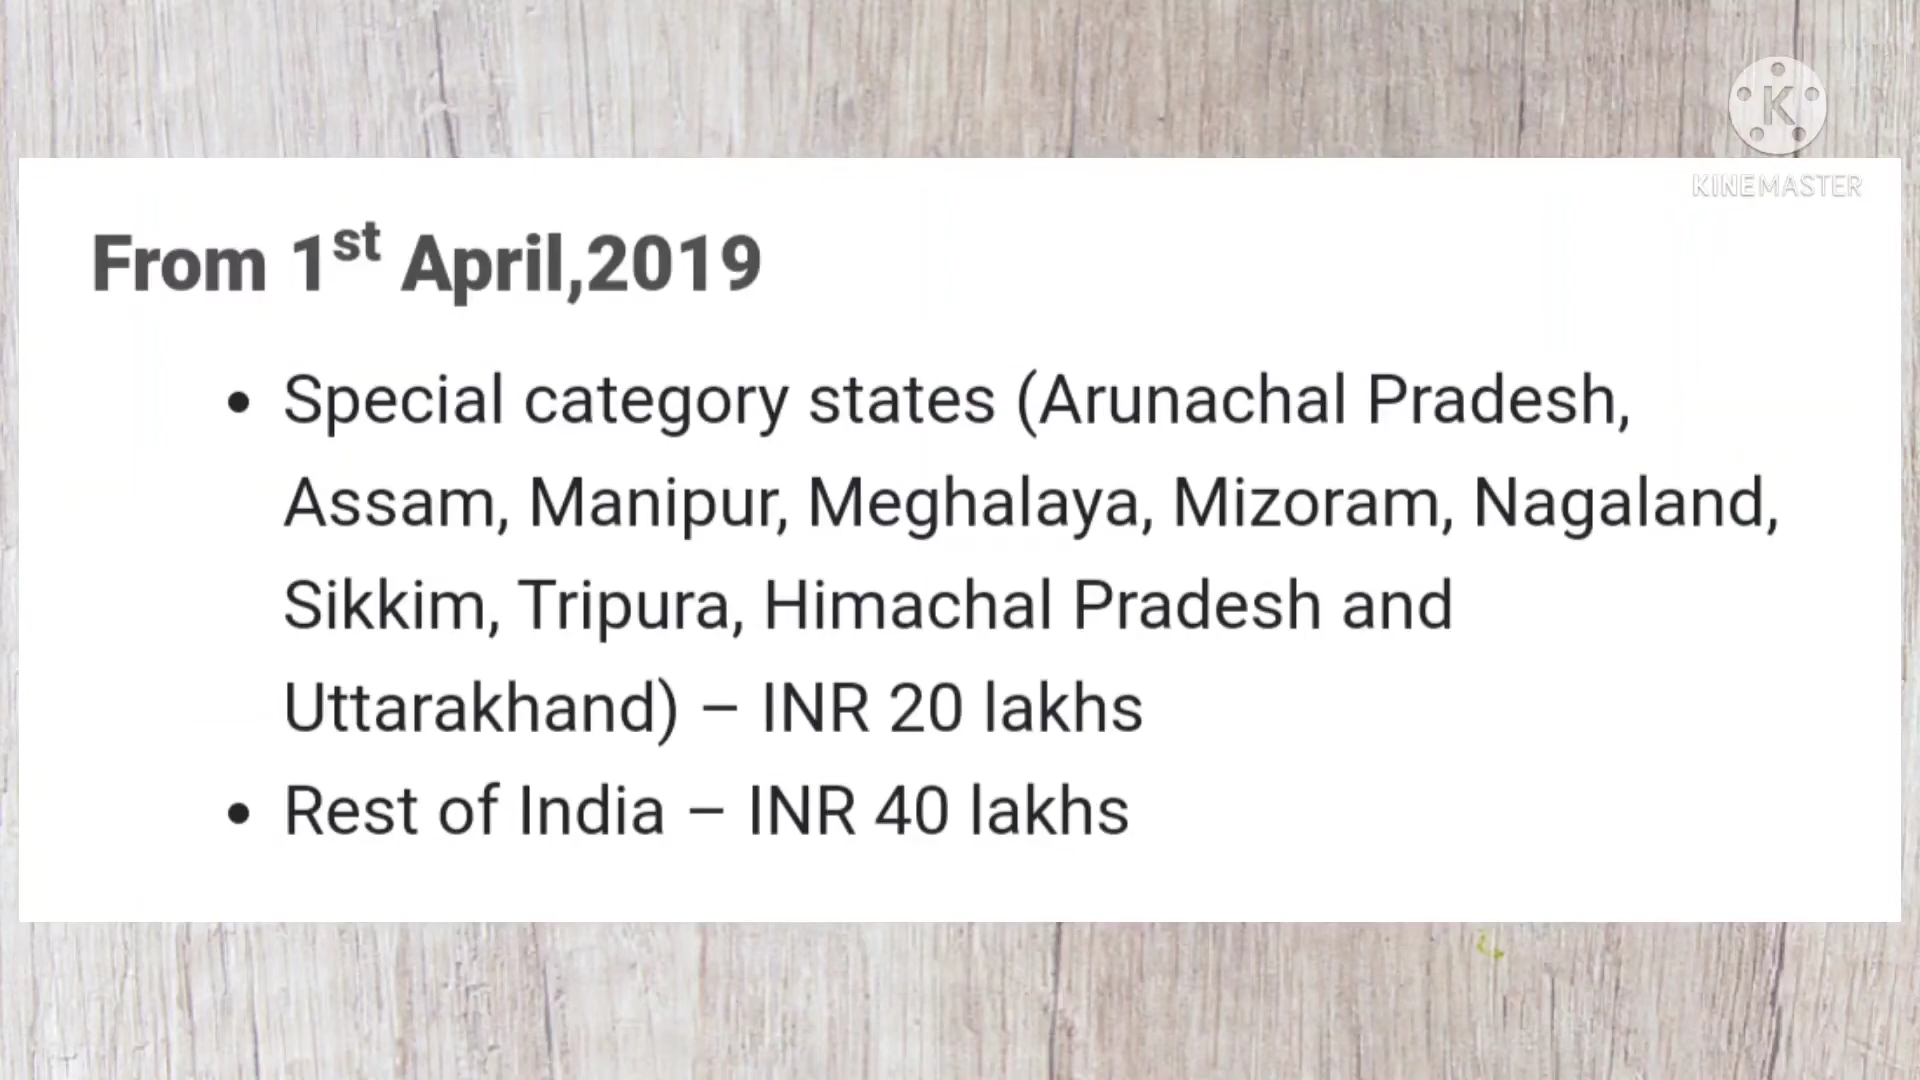 K
KINEMASTER
From 1st April,2019
• Special category states (Arunachal Pradesh,
Assam, Manipur, Meghalaya, Mizoram, Nagaland,
Sikkim, Tripura, Himachal Pradesh and
Uttarakhand) – INR 20 lakhs
• Rest of India – INR 40 lakhs